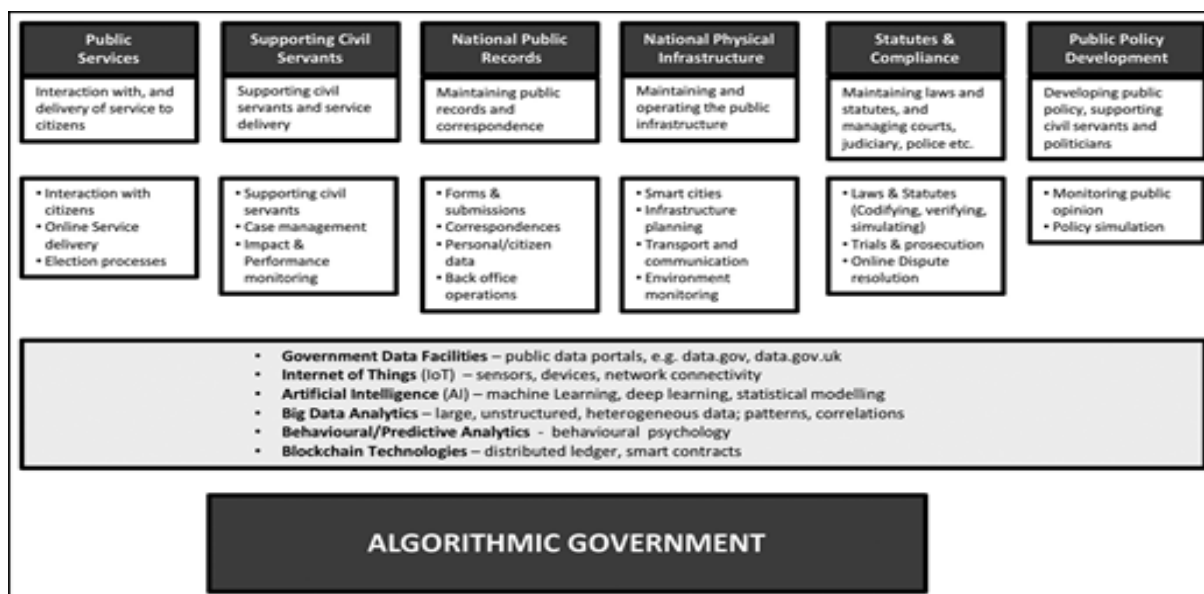 Public
Services
Supporting Civil
Servants
National Public
Records
National Physical
Infrastructure
Statutes &
Compliance
Public Policy
Development
Interaction with, and
delivery of service to
citizens
Supporting civil
servants and service
delivery
Maintaining public
records and
correspondence
Maintaining and
operating the public
infrastructure
Maintaining laws and
statutes, and
managing courts,
judiciary, police etc.
Developing public
policy, supporting
civil servants and
politicians
• Interaction with
citizens
• Online Service
delivery
• Election processes
• Supporting civil
servants
• Case management
• Impact &
Performance
monitoring
• Forms &
submissions
• Correspondences
• Personal/citizen
data
• Back office
operations
• Smart cities
• Infrastructure
planning
• Transport and
communication
• Environment
monitoring
• Laws & Statutes
(Codifying, verifying,
simulating)
• Trials & prosecution
• Online Dispute
resolution
• Monitoring public
opinion
• Policy simulation
• Government Data Facilities – public data portals, e.g. data.gov, data.gov.uk
• Internet of Things (IoT) – sensors, devices, network connectivity
• Artificial Intelligence (AI) – machine Learning, deep learning, statistical modelling
• Big Data Analytics – large, unstructured, heterogeneous data; patterns, correlations
• Behavioural/Predictive Analytics - behavioural psychology
• Blockchain Technologies – distributed ledger, smart contracts
ALGORITHMIC GOVERNMENT